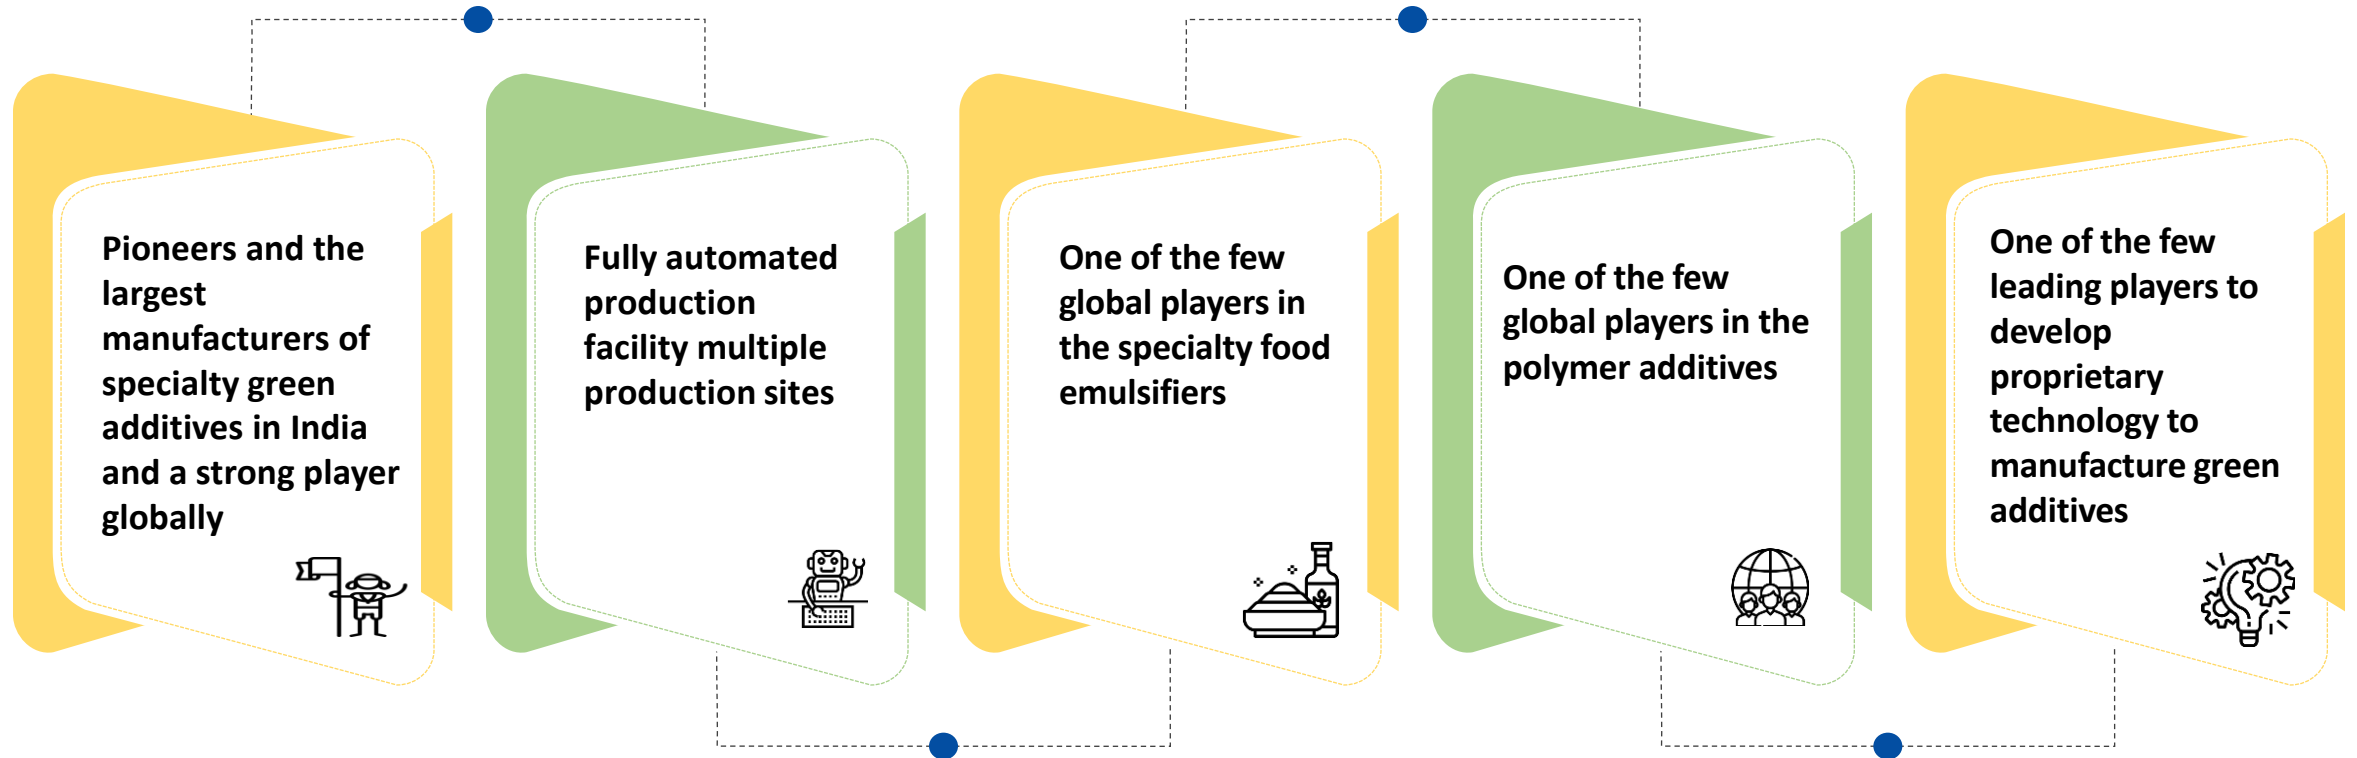 Pioneers and the
largest
manufacturers of
specialty green
additives in India
and a strong player
globally
Fully automated
production
facility multiple
production sites
One of the few
global players in
the specialty food
emulsifiers
One of the few
global players in the
polymer additives
One of the few
leading players to
develop
proprietary
technology to
manufacture green
additives